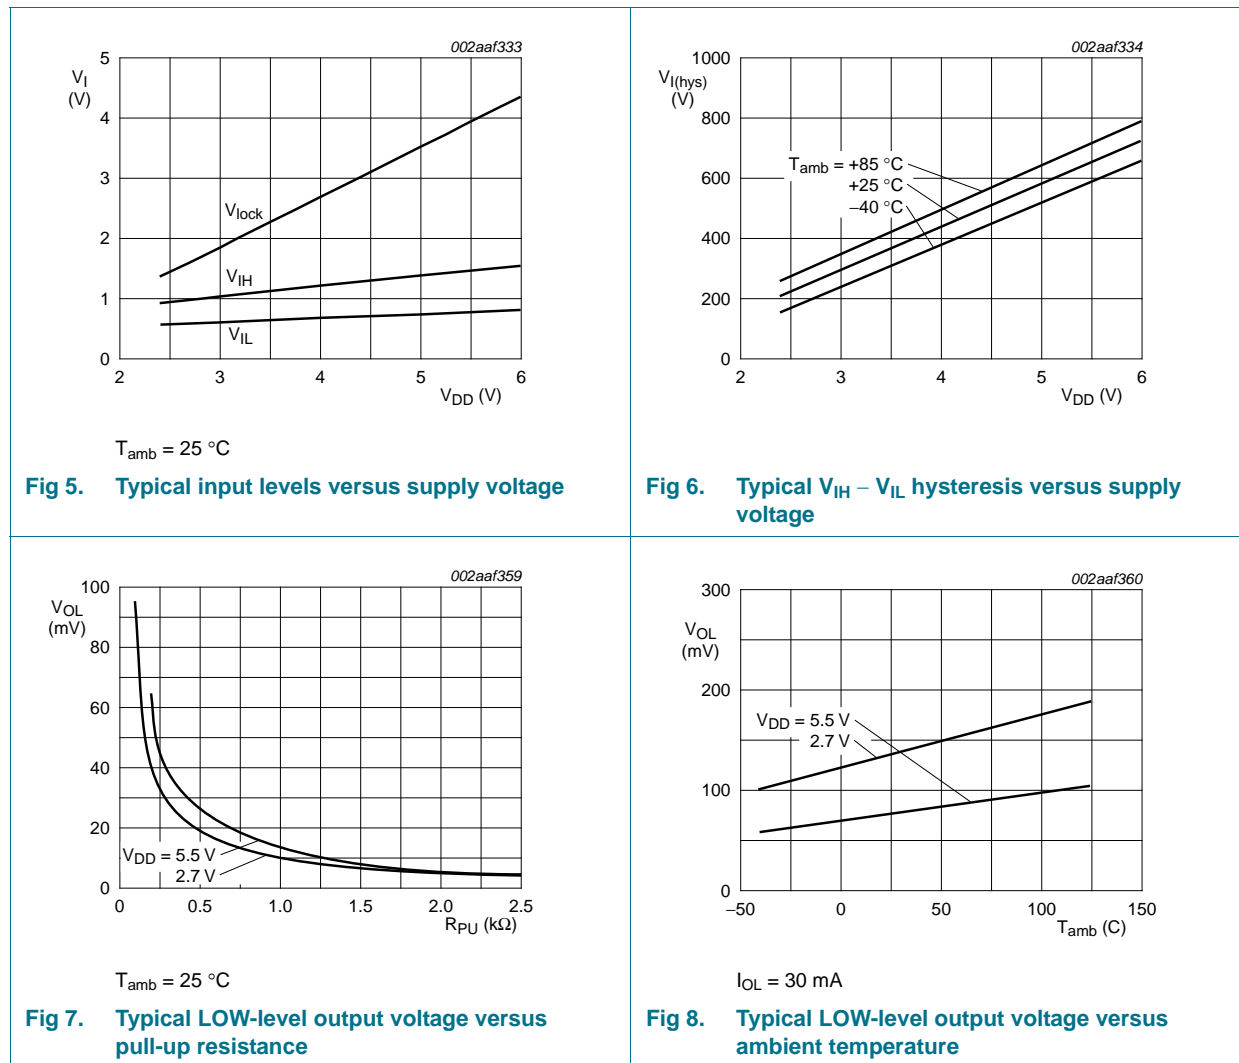 002aaf333
5
V_I
(V)
4
3
V_lock
2
V_IH
1
V_IL
0
2 3 4 5 6
V_DD (V)
T_amb = 25 °C
Fig 5. Typical input levels versus supply voltage
002aaf334
1000
V_I(hys)
(V)
800
T_amb = +85 °C
600
+25 °C
−40 °C
400
200
0
2 3 4 5 6
V_DD (V)
Fig 6. Typical V_IH − V_IL hysteresis versus supply
voltage
002aaf359
100
V_OL
(mV)
80
60
40
20
V_DD = 5.5 V
2.7 V
0
0 0.5 1.0 1.5 2.0 2.5
R_PU (kΩ)
T_amb = 25 °C
Fig 7. Typical LOW-level output voltage versus
pull-up resistance
002aaf360
300
V_OL
(mV)
200
V_DD = 5.5 V
2.7 V
100
0
−50 0 50 100 150
T_amb (C)
I_OL = 30 mA
Fig 8. Typical LOW-level output voltage versus
ambient temperature